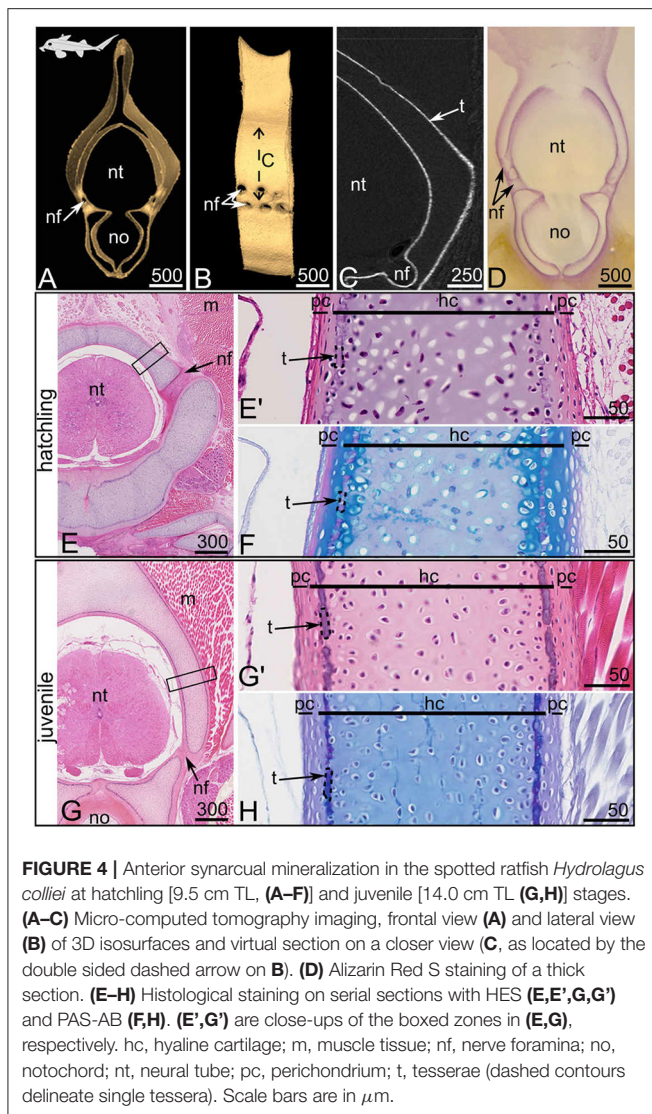 nt
nf
no
A
500
C
nf
B
500
t
nt
nf
C
250
nt
nf
no
D
500
hatchling
m
nt
nf
E
300
pc
hc
pc
t
E'
50
pc
hc
pc
t
F
50
juvenile
m
nt
nf
no
G
300
pc
hc
pc
t
G'
50
pc
hc
pc
t
H
50
FIGURE 4 | Anterior synarcual mineralization in the spotted ratfish Hydrolagus
colliei at hatchling [9.5 cm TL, (A–F)] and juvenile [14.0 cm TL (G,H)] stages.
(A–C) Micro-computed tomography imaging, frontal view (A) and lateral view
(B) of 3D isosurfaces and virtual section on a closer view (C, as located by the
double sided dashed arrow on B). (D) Alizarin Red S staining of a thick
section. (E–H) Histological staining on serial sections with HES (E,E',G,G')
and PAS-AB (F,H). (E',G') are close-ups of the boxed zones in (E,G),
respectively. hc, hyaline cartilage; m, muscle tissue; nf, nerve foramina; no,
notochord; nt, neural tube; pc, perichondrium; t, tesserae (dashed contours
delineate single tessera). Scale bars are in μm.